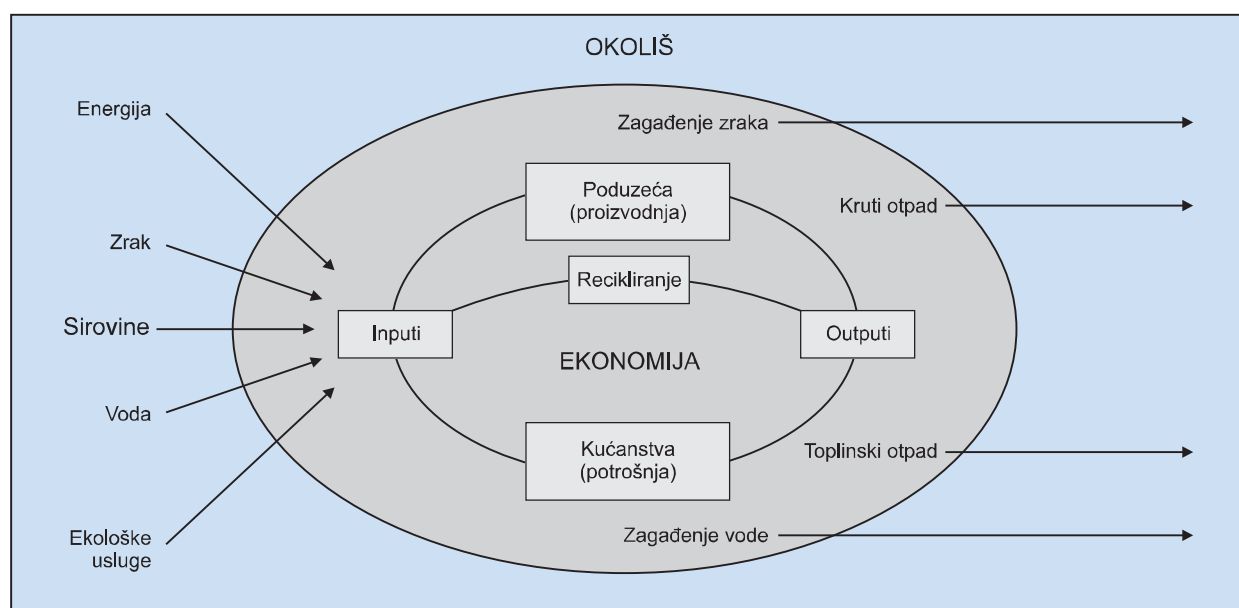 OKOLIŠ
Energija
Zagađenje zraka
Poduzeća
(proizvodnja)
Kruti otpad
Zrak
Recikliranje
Sirovine
Inputi
Outputi
EKONOMIJA
Voda
Kućanstva
(potrošnja)
Toplinski otpad
Ekološke
usluge
Zagađenje vode